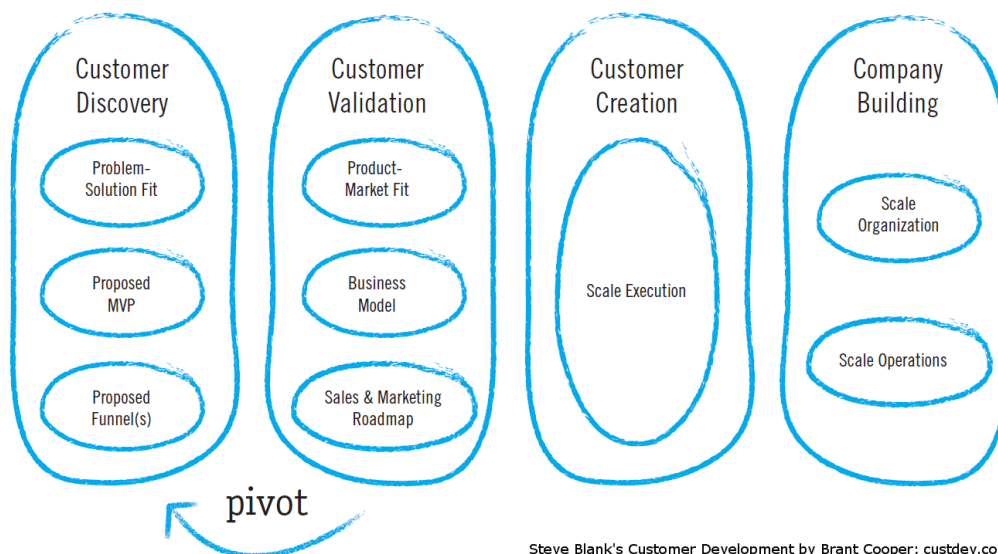 Customer
Discovery
Problem-
Solution Fit
Proposed
MVP
Proposed
Funnel(s)
Customer
Validation
Product-
Market Fit
Business
Model
Sales & Marketing
Roadmap
Customer
Creation
Scale Execution
Company
Building
Scale
Organization
Scale Operations
pivot
Steve Blank's Customer Development by Brant Cooper; custdev.co